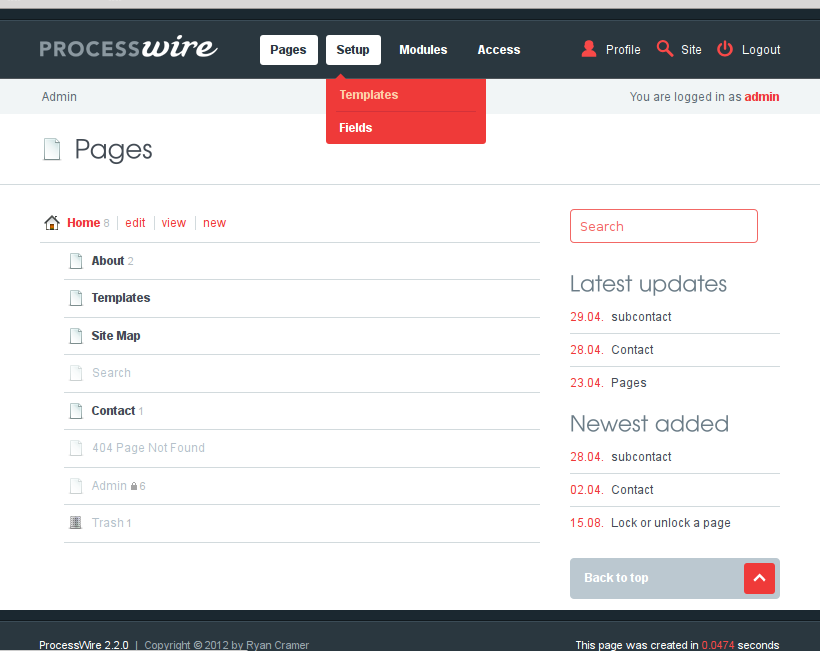 PROCESSwire Pages Setup Modules Access Profile Site Logout
Admin You are logged in as admin
Templates
Fields
Pages
Home 8 edit view new
About 2
Templates
Site Map
Search
Contact 1
404 Page Not Found
Admin 6
Trash 1
Search
Latest updates
29.04. subcontact
28.04. Contact
23.04. Pages
Newest added
28.04. subcontact
02.04. Contact
15.08. Lock or unlock a page
Back to top
ProcessWire 2.2.0 | Copyright © 2012 by Ryan Cramer This page was created in 0.0474 seconds